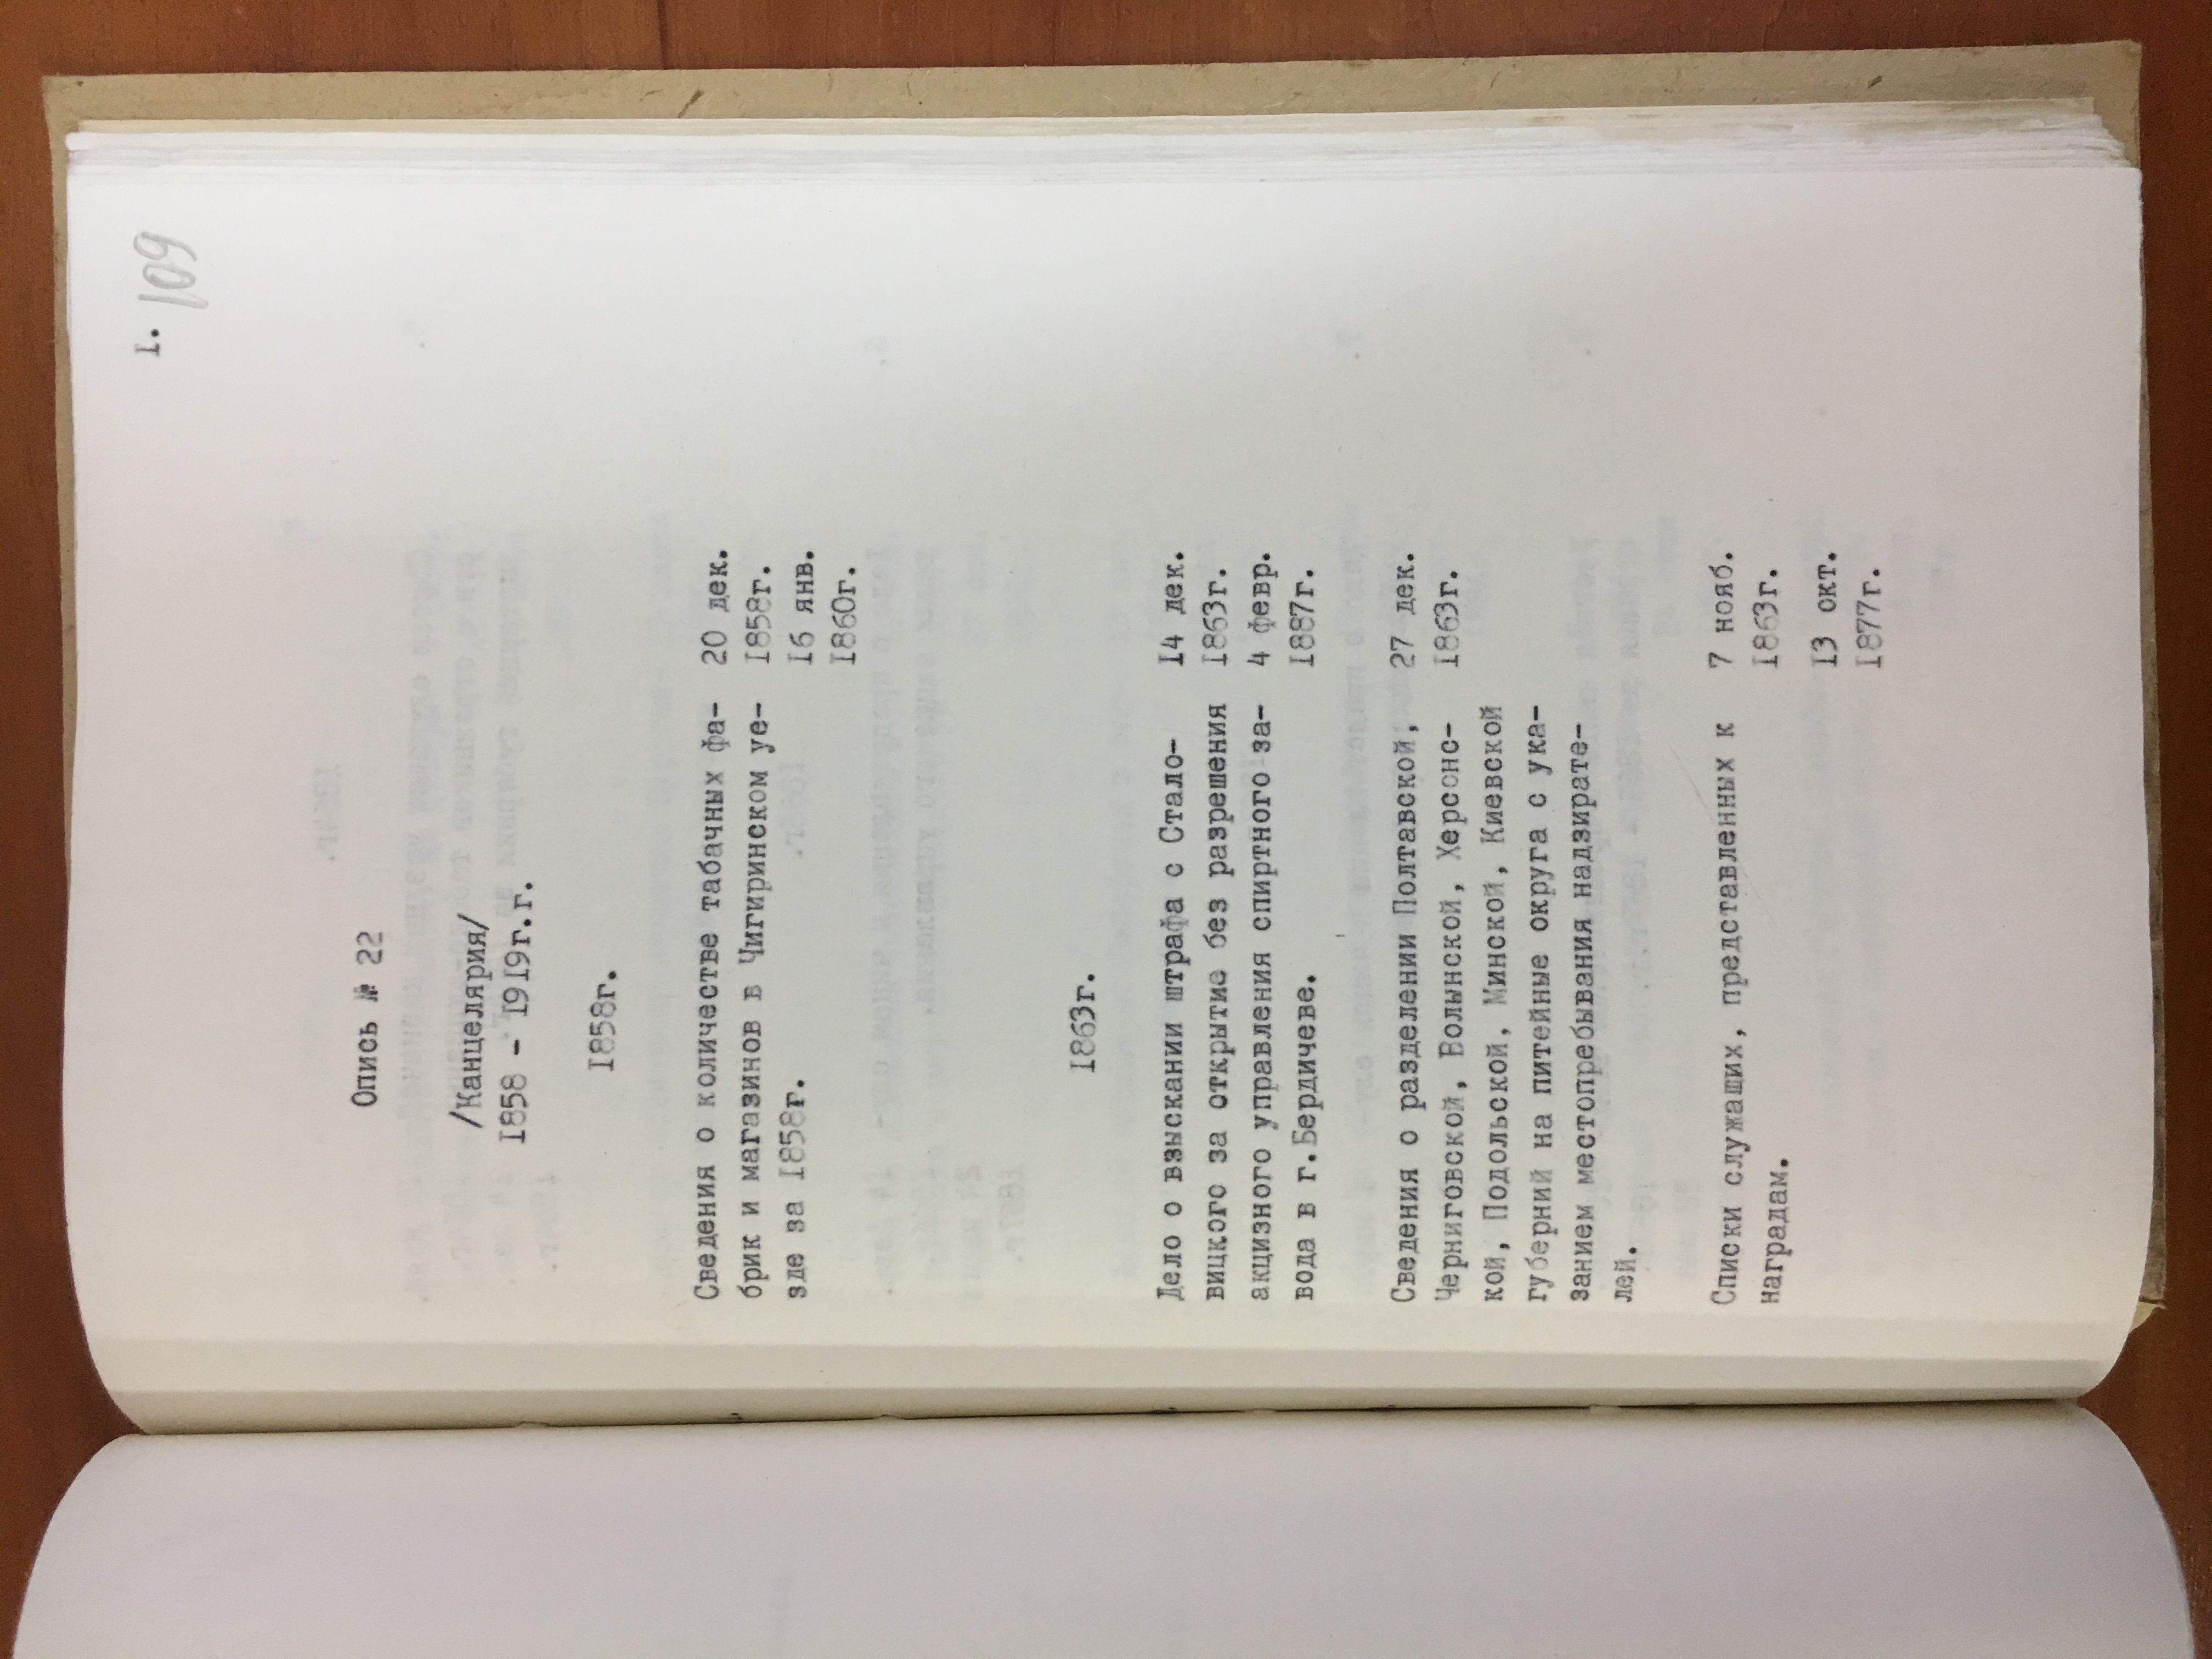 I. 109
Опись № 22
/Канцелярия/
1858 - 1919г.г.
1858г.
Сведения о количестве табачных фа- 20 дек.
брик и магазинов в Чигиринском уе- 1858г.
зде за 1858г. 16 янв.
1860г.
1863г.
Дело о взыскании штрафа с Стало- 14 дек.
вицкого за открытие без разрешения 1863г.
акцизного управления спиртного за- 4 февр.
вода в г.Бердичеве. 1887г.
Сведения о разделении Полтавской, 27 дек.
Черниговской, Волынской, Херсонс- 1863г.
кой, Подольской, Минской, Киевской
губерний на питейные округа с ука-
занием местопребывания надзирате-
лей.
Списки служащих, представленных к 7 нояб.
наградам. 1863г.
13 окт.
1877г.